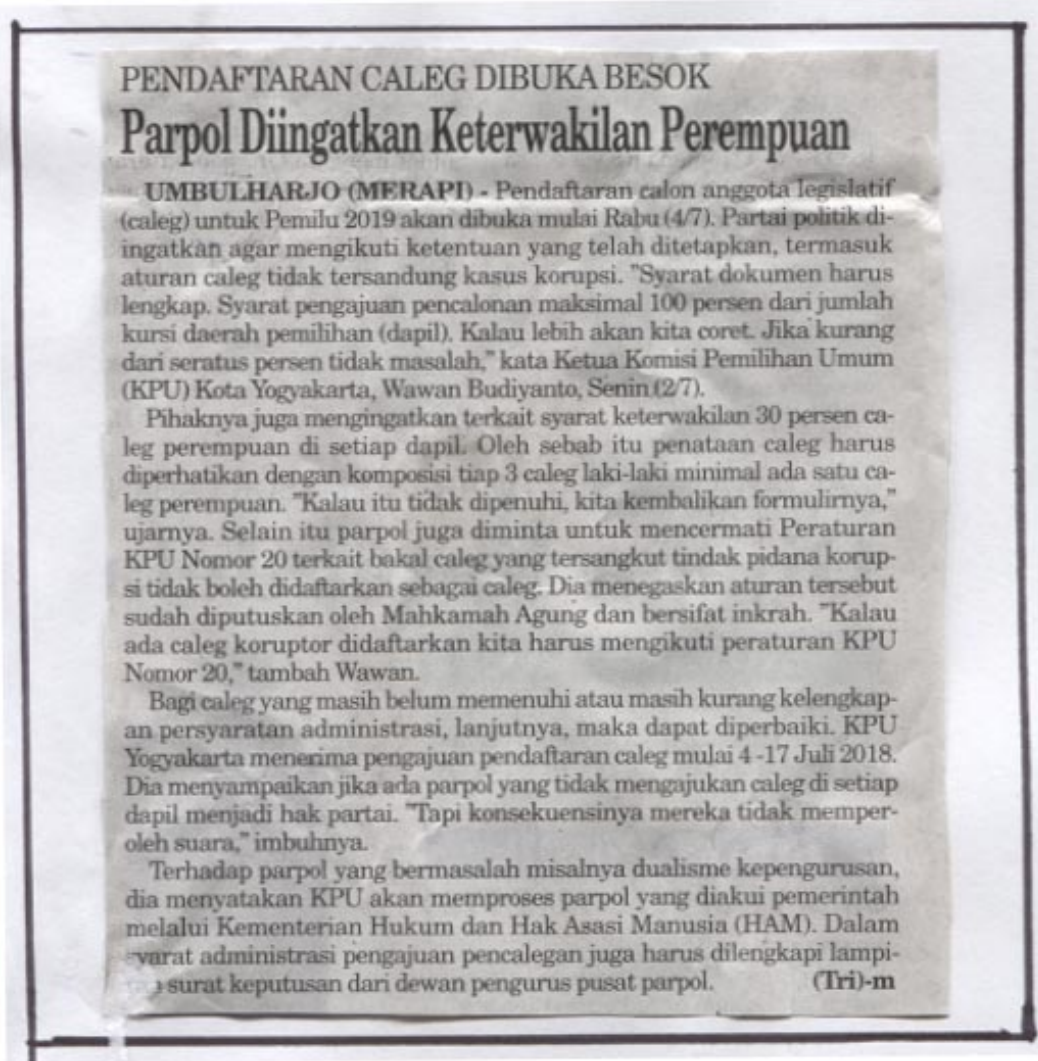 PENDAFTARAN CALEG DIBUKA BESOK
Parpol Diingatkan Keterwakilan Perempuan
UMBULHARJO (MERAPI) - Pendaftaran calon anggota legislatif
(caleg) untuk Pemilu 2019 akan dibuka mulai Rabu (4/7). Partai politik di-
ingatkan agar mengikuti ketentuan yang telah ditetapkan, termasuk
aturan caleg tidak tersandung kasus korupsi. "Syarat dokumen harus
lengkap. Syarat pengajuan pencalonan maksimal 100 persen dari jumlah
kursi daerah pemilihan (dapil). Kalau lebih akan kita coret. Jika kurang
dari seratus persen tidak masalah," kata Ketua Komisi Pemilihan Umum
(KPU) Kota Yogyakarta, Wawan Budiyanto, Senin (2/7).
Pihaknya juga mengingatkan terkait syarat keterwakilan 30 persen ca-
leg perempuan di setiap dapil. Oleh sebab itu penataan caleg harus
diperhatikan dengan komposisi tiap 3 caleg laki-laki minimal ada satu ca-
leg perempuan. "Kalau itu tidak dipenuhi, kita kembalikan formulirnya,"
ujarnya. Selain itu parpol juga diminta untuk mencermati Peraturan
KPU Nomor 20 terkait bakal caleg yang tersangkut tindak pidana korup-
si tidak boleh didaftarkan sebagai caleg. Dia menegaskan aturan tersebut
sudah diputuskan oleh Mahkamah Agung dan bersifat inkrah. "Kalau
ada caleg koruptor didaftarkan kita harus mengikuti peraturan KPU
Nomor 20," tambah Wawan.
Bagi caleg yang masih belum memenuhi atau masih kurang kelengkap-
an persyaratan administrasi, lanjutnya, maka dapat diperbaiki. KPU
Yogyakarta menerima pengajuan pendaftaran caleg mulai 4 -17 Juli 2018.
Dia menyampaikan jika ada parpol yang tidak mengajukan caleg di setiap
dapil menjadi hak partai. "Tapi konsekuensinya mereka tidak memper-
oleh suara," imbuhnya.
Terhadap parpol yang bermasalah misalnya dualisme kepengurusan,
dia menyatakan KPU akan memproses parpol yang diakui pemerintah
melalui Kementerian Hukum dan Hak Asasi Manusia (HAM). Dalam
syarat administrasi pengajuan pencalegan juga harus dilengkapi lampi-
surat keputusan dari dewan pengurus pusat parpol. (Tri)-m